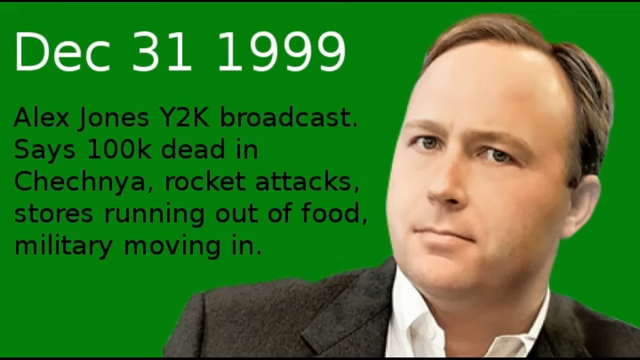 Dec 31 1999
Alex Jones Y2K broadcast.
Says 100k dead in
Chechnya, rocket attacks,
stores running out of food,
military moving in.